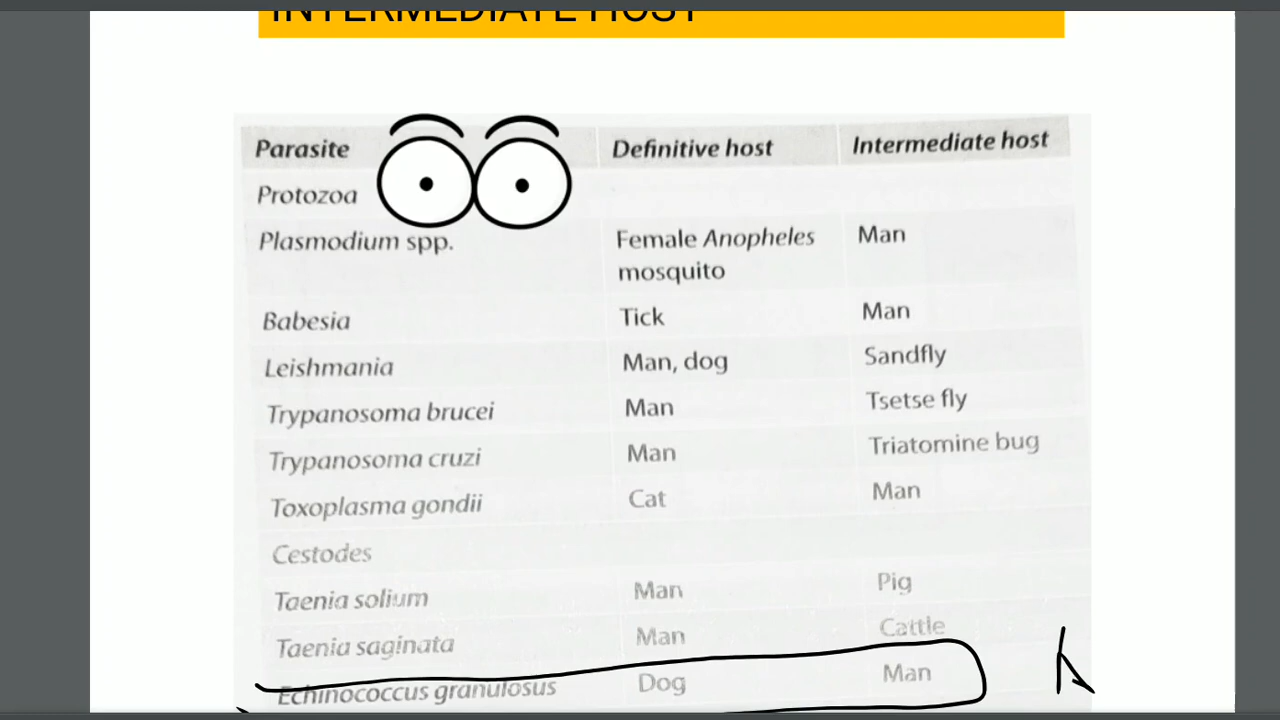 INTERMEDIATE HOST
Parasite Definitive host Intermediate host
Protozoa
Plasmodium spp. Female Anopheles mosquito Man
Babesia Tick Man
Leishmania Man, dog Sandfly
Trypanosoma brucei Man Tsetse fly
Trypanosoma cruzi Man Triatomine bug
Toxoplasma gondii Cat Man
Cestodes
Taenia solium Man Pig
Taenia saginata Man Cattle
Echinococcus granulosus Dog Man